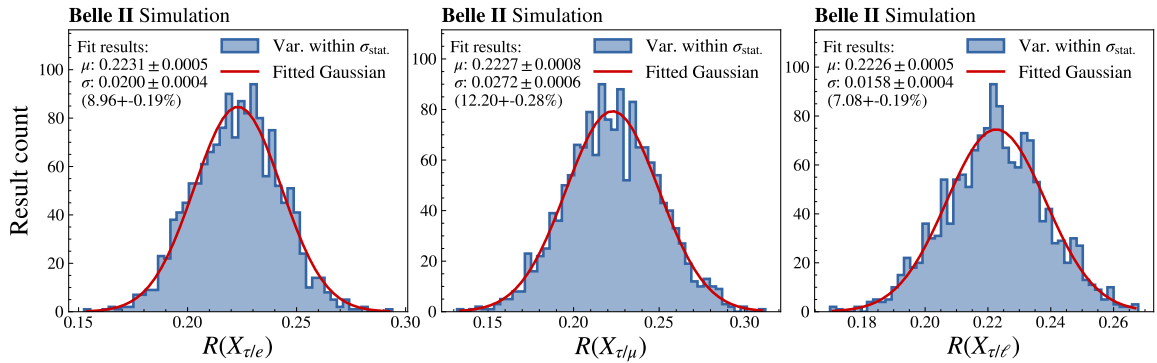 Belle II Simulation
Fit results:
μ: 0.2231 ± 0.0005
σ: 0.0200 ± 0.0004
(8.96+-0.19%)
Var. within σstat.
Fitted Gaussian
Result count
100
80
60
40
20
0
0.15 0.20 0.25 0.30
R(Xτ/e)
Belle II Simulation
Fit results:
μ: 0.2227 ± 0.0008
σ: 0.0272 ± 0.0006
(12.20+-0.28%)
Var. within σstat.
Fitted Gaussian
100
80
60
40
20
0
0.15 0.20 0.25 0.30
R(Xτ/μ)
Belle II Simulation
Fit results:
μ: 0.2226 ± 0.0005
σ: 0.0158 ± 0.0004
(7.08+-0.19%)
Var. within σstat.
Fitted Gaussian
100
80
60
40
20
0
0.18 0.20 0.22 0.24 0.26
R(Xτ/ℓ)